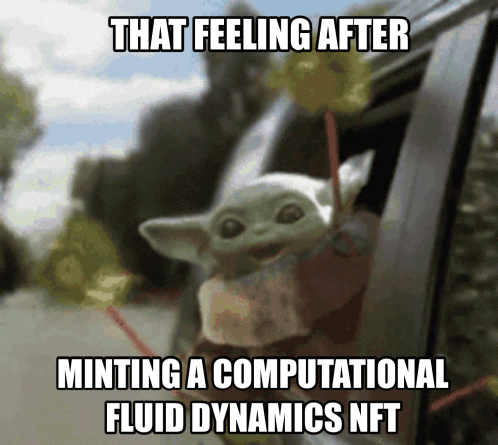 THAT FEELING AFTER
MINTING A COMPUTATIONAL
FLUID DYNAMICS NFT